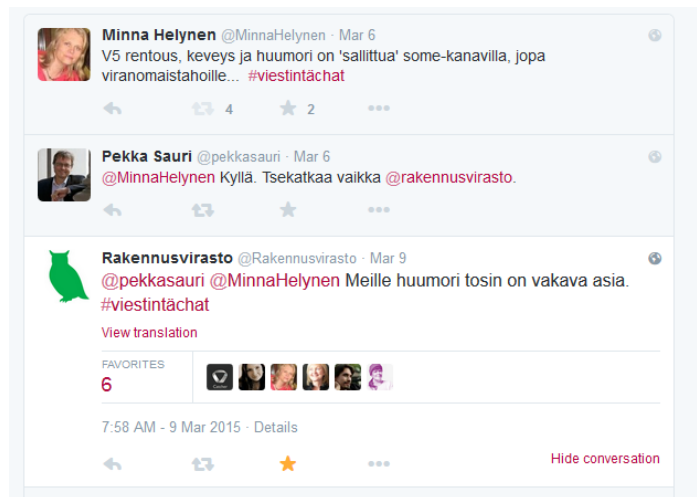 Minna Helynen @MinnaHelynen · Mar 6
V5 rentous, keveys ja huumori on 'sallittua' some-kanavilla, jopa
viranomaistahoille... #viestintächat
4 2
Pekka Sauri @pekkasauri · Mar 6
@MinnaHelynen Kyllä. Tsekatkaa vaikka @rakennusvirasto.
Rakennusvirasto @Rakennusvirasto · Mar 9
@pekkasauri @MinnaHelynen Meille huumori tosin on vakava asia.
#viestintächat
View translation
FAVORITES
6
7:58 AM - 9 Mar 2015 · Details
Hide conversation